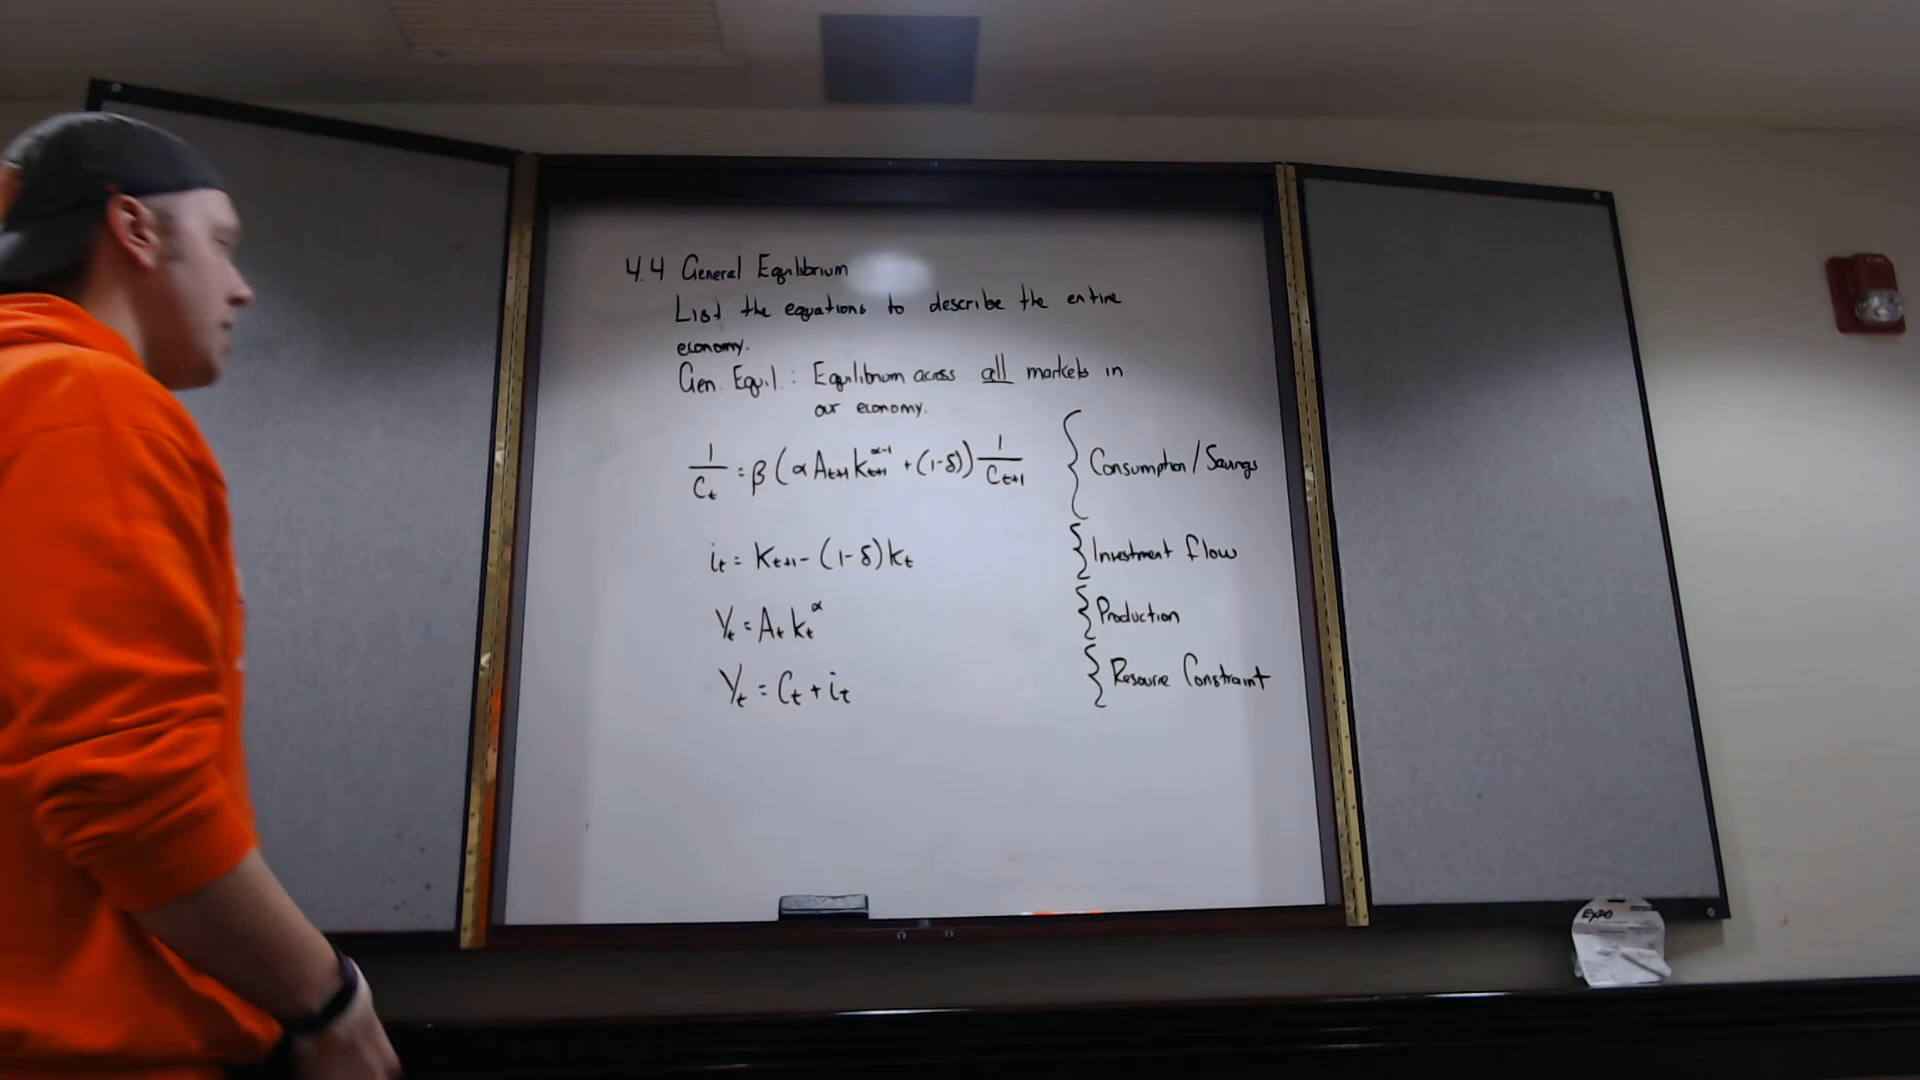 4.4 General Equilibrium
List the equations to describe the entire
economy.
Gen. Equil.: Equilibrium across all markets in
our economy.
1/C_t = β(αA_{t+1}K_{t+1}^{α-1} + (1-δ)) 1/C_{t+1} { Consumption/Savings
i_t = K_{t+1} - (1-δ)K_t { Investment flow
Y_t = A_t K_t^α { Production
Y_t = C_t + i_t { Resource Constraint
EXPO